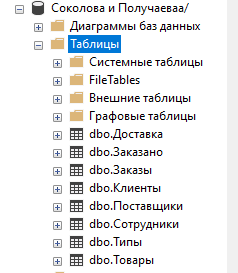 Соколова и Получаеваа/
Диаграммы баз данных
Таблицы
Системные таблицы
FileTables
Внешние таблицы
Графовые таблицы
dbo.Доставка
dbo.Заказано
dbo.Заказы
dbo.Клиенты
dbo.Поставщики
dbo.Сотрудники
dbo.Типы
dbo.Товары